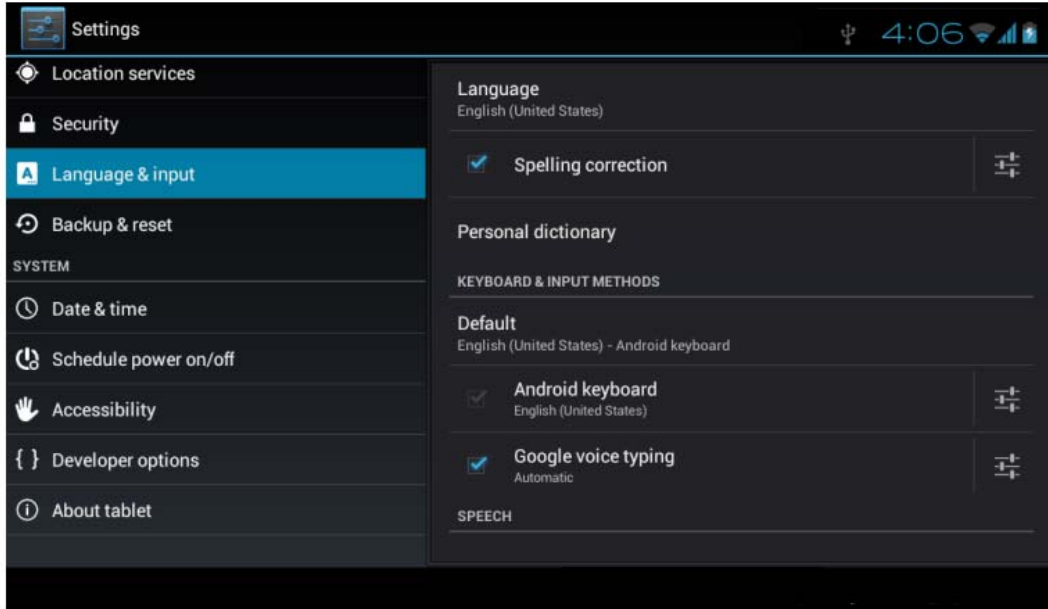 Settings
4:06
Location services
Security
Language & input
Backup & reset
SYSTEM
Date & time
Schedule power on/off
Accessibility
{ } Developer options
About tablet
Language
English (United States)
Spelling correction
Personal dictionary
KEYBOARD & INPUT METHODS
Default
English (United States) - Android keyboard
Android keyboard
English (United States)
Google voice typing
Automatic
SPEECH